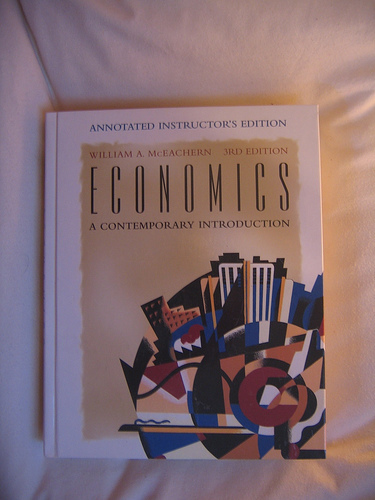 ANNOTATED INSTRUCTOR'S EDITION
WILLIAM A. MCEACHERN 3RD EDITION
ECONOMICS
A CONTEMPORARY INTRODUCTION